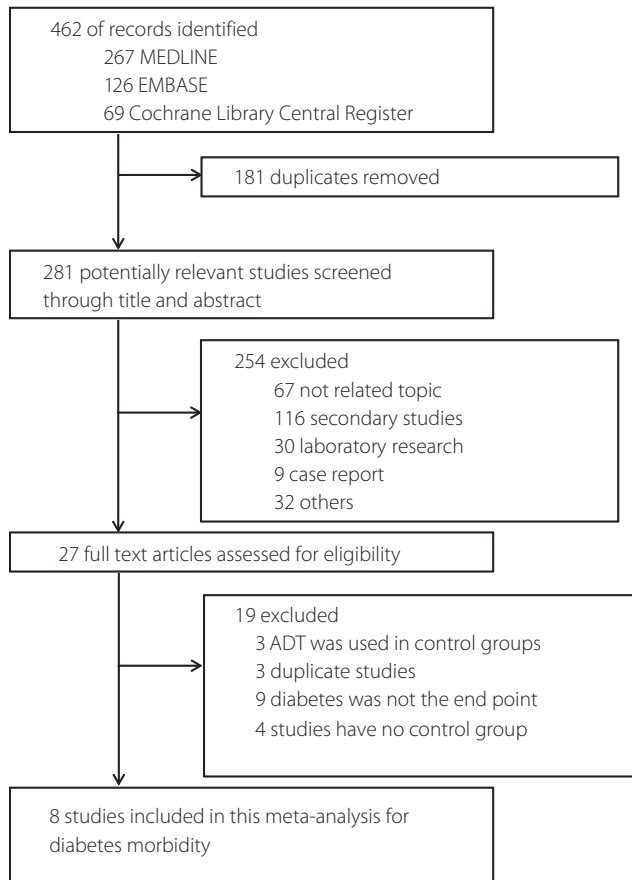 462 of records identified
267 MEDLINE
126 EMBASE
69 Cochrane Library Central Register
181 duplicates removed
281 potentially relevant studies screened
through title and abstract
254 excluded
67 not related topic
116 secondary studies
30 laboratory research
9 case report
32 others
27 full text articles assessed for eligibility
19 excluded
3 ADT was used in control groups
3 duplicate studies
9 diabetes was not the end point
4 studies have no control group
8 studies included in this meta-analysis for
diabetes morbidity